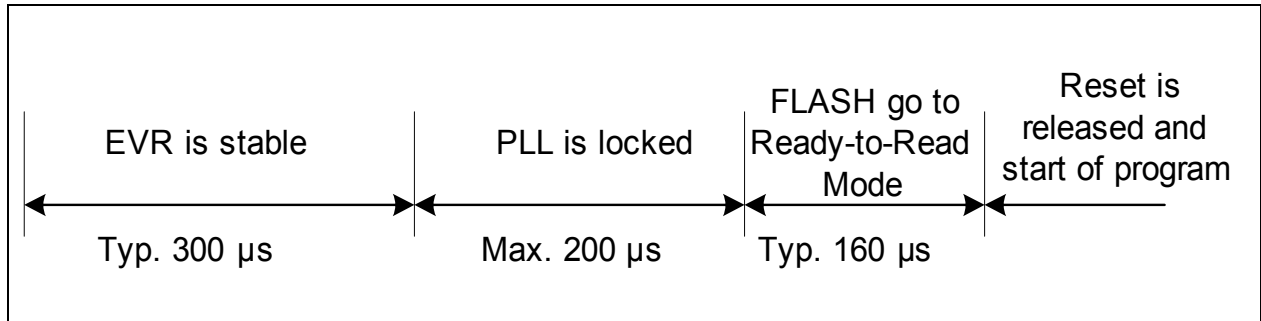 EVR is stable
PLL is locked
FLASH go to
Ready-to-Read
Mode
Reset is
released and
start of program
Typ. 300 µs
Max. 200 µs
Typ. 160 µs